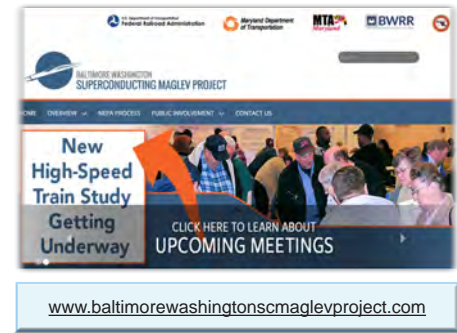 U.S. Department of Transportation
Federal Railroad Administration
Maryland Department
of Transportation
MTA
Maryland
BWRR
BALTIMORE WASHINGTON
SUPERCONDUCTING MAGLEV PROJECT
HOME OVERVIEW NEPA PROCESS PUBLIC INVOLVEMENT CONTACT US
New
High-Speed
Train Study
Getting
Underway
CLICK HERE TO LEARN ABOUT
UPCOMING MEETINGS
www.baltimorewashingtonscmaglevproject.com